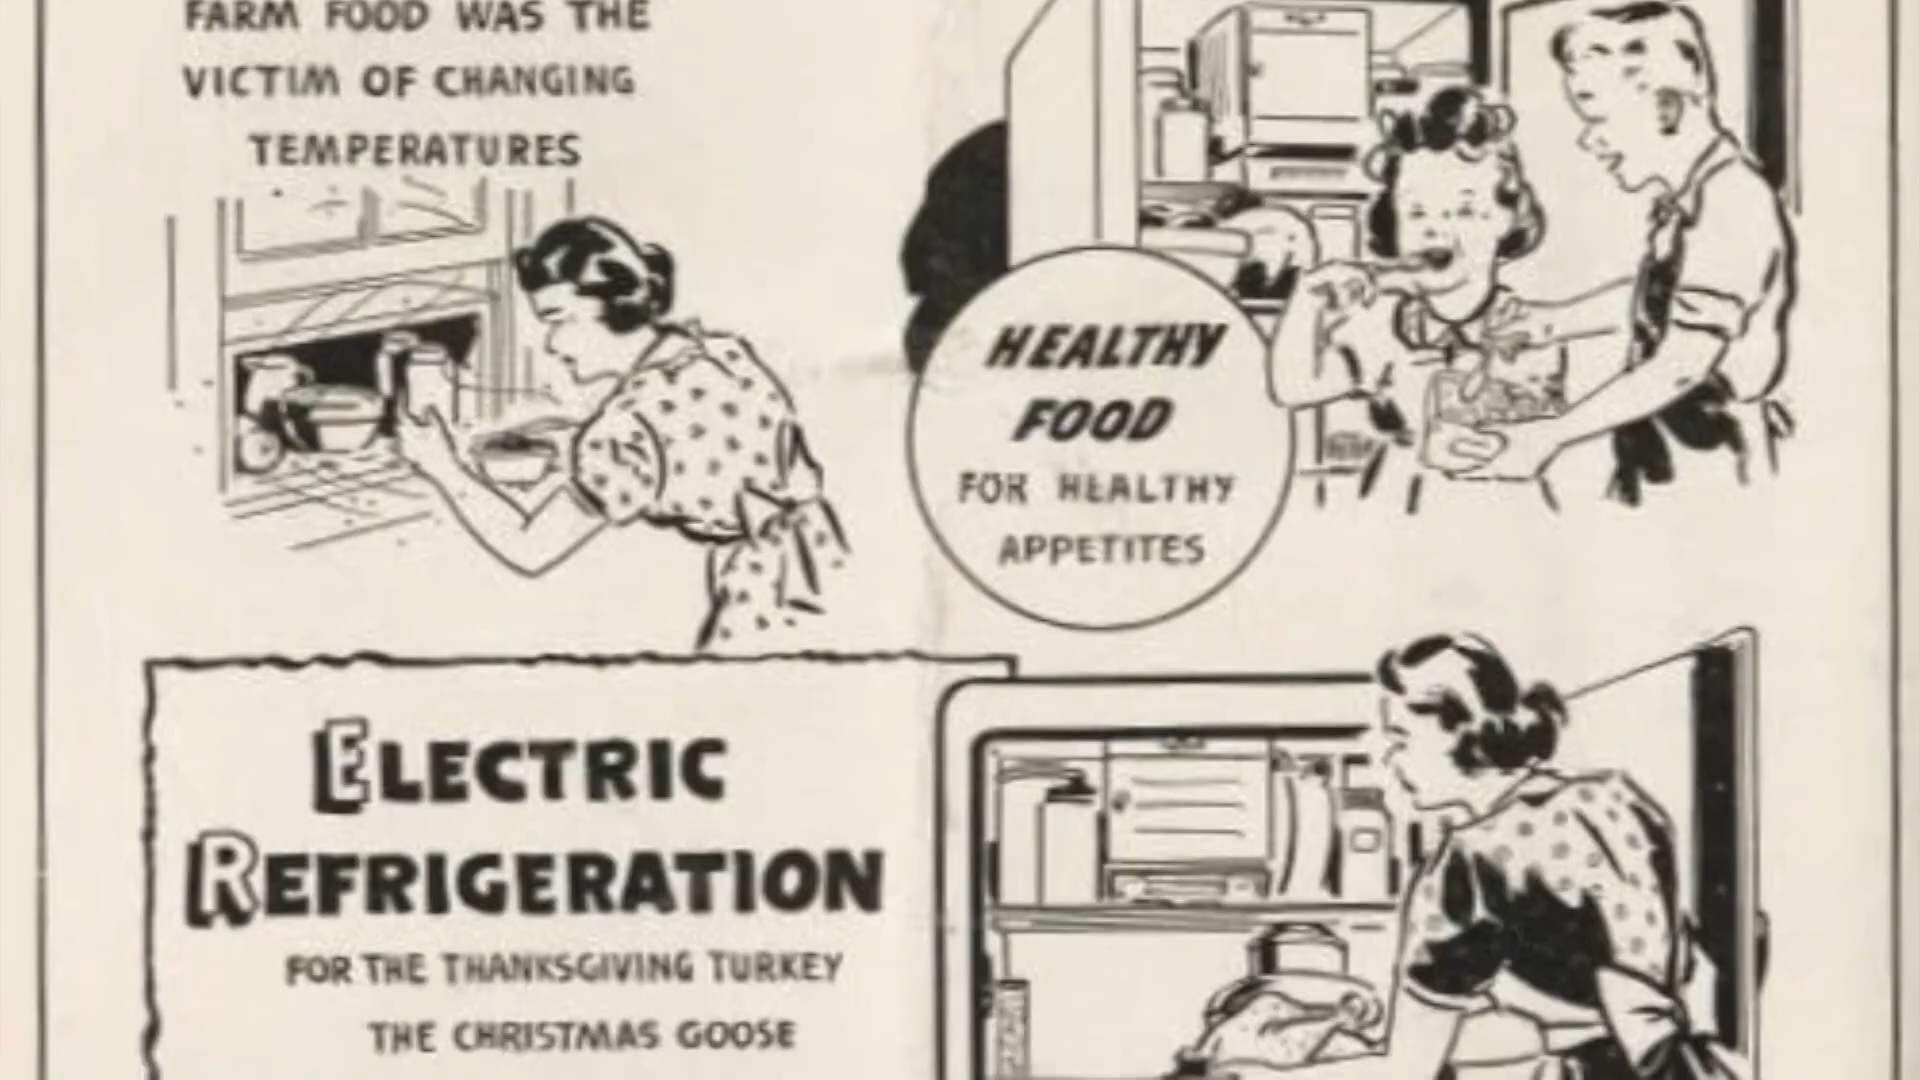 FARM FOOD WAS THE
VICTIM OF CHANGING
TEMPERATURES
HEALTHY
FOOD
FOR HEALTHY
APPETITES
ELECTRIC
REFRIGERATION
FOR THE THANKSGIVING TURKEY
THE CHRISTMAS GOOSE